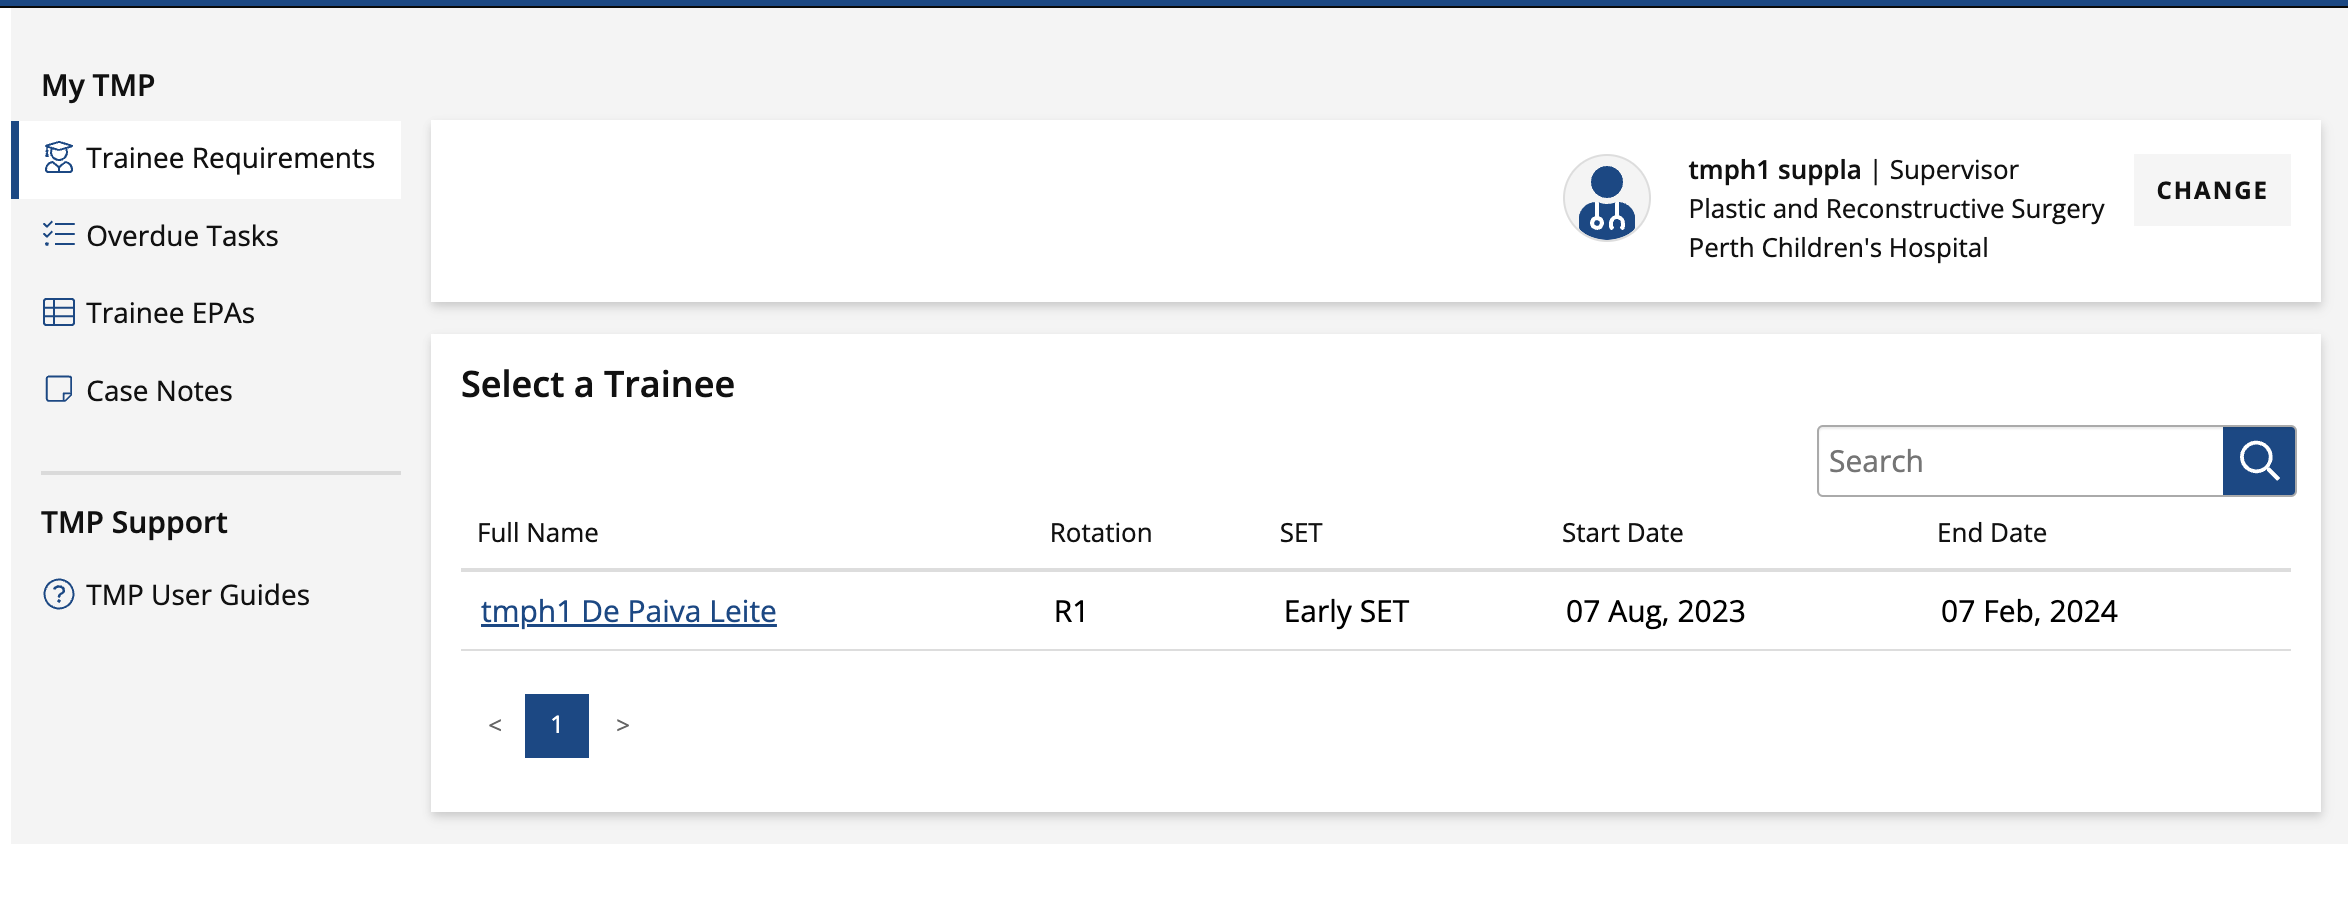 My TMP
Trainee Requirements
Overdue Tasks
Trainee EPAs
Case Notes
TMP Support
TMP User Guides
tmph1 suppla | Supervisor
Plastic and Reconstructive Surgery
Perth Children's Hospital
CHANGE
Select a Trainee
Search
Full Name Rotation SET Start Date End Date
tmph1 De Paiva Leite R1 Early SET 07 Aug, 2023 07 Feb, 2024
< 1 >